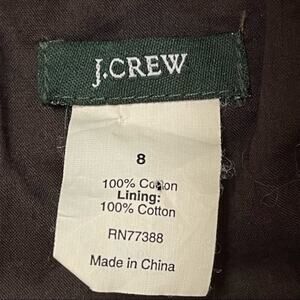 J.CREW
8
100% Cotton
Lining:
100% Cotton
RN77388
Made in China